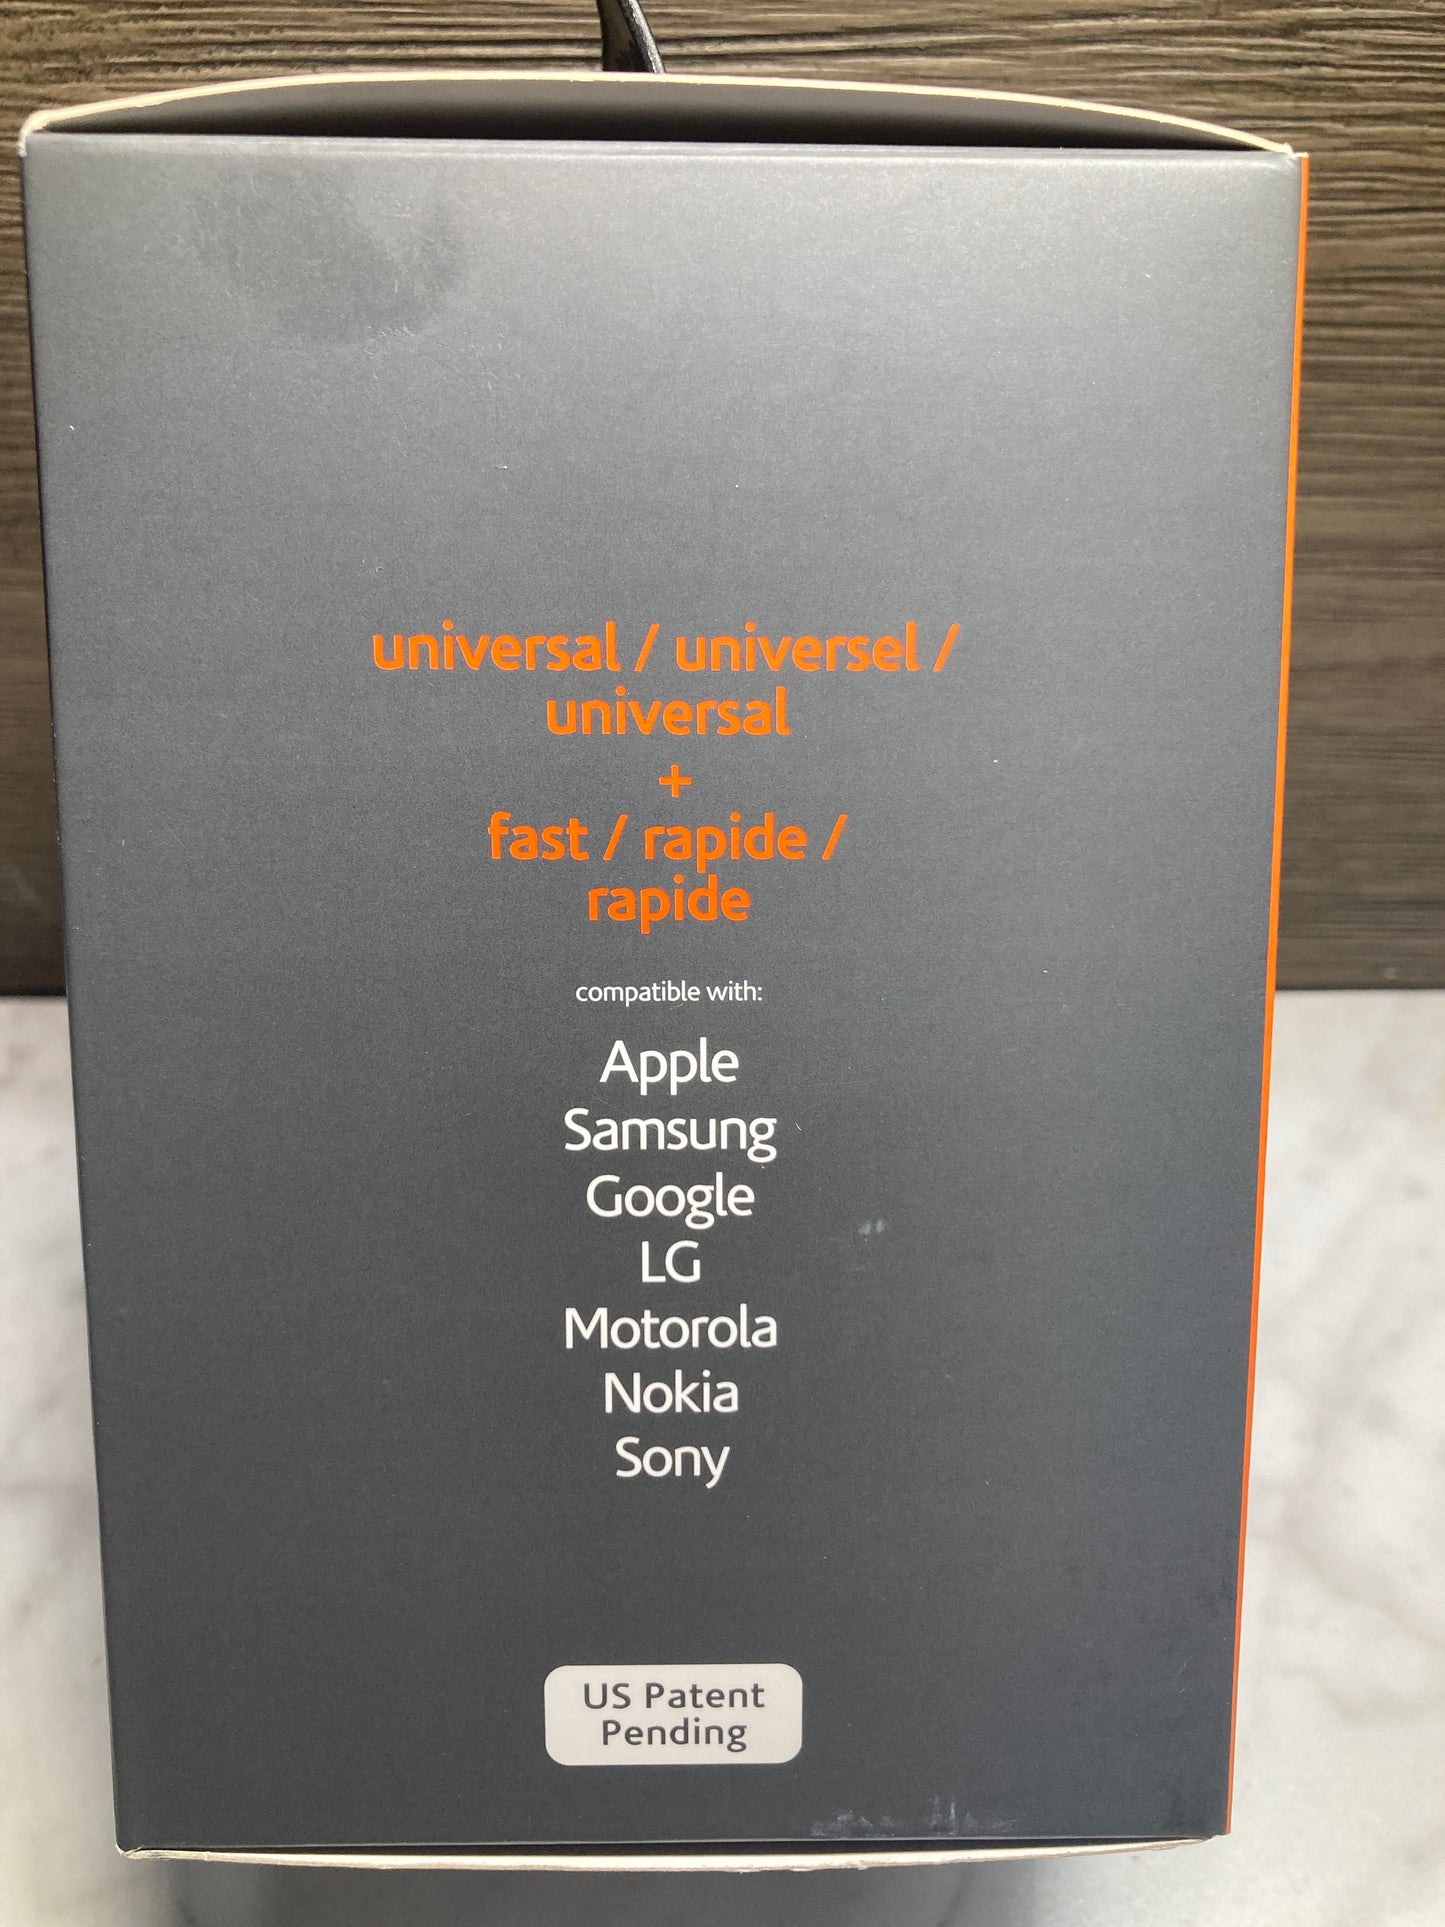 universal / universel /
universal
+
fast / rapide /
rapide
compatible with:
Apple
Samsung
Google
LG
Motorola
Nokia
Sony
US Patent
Pending